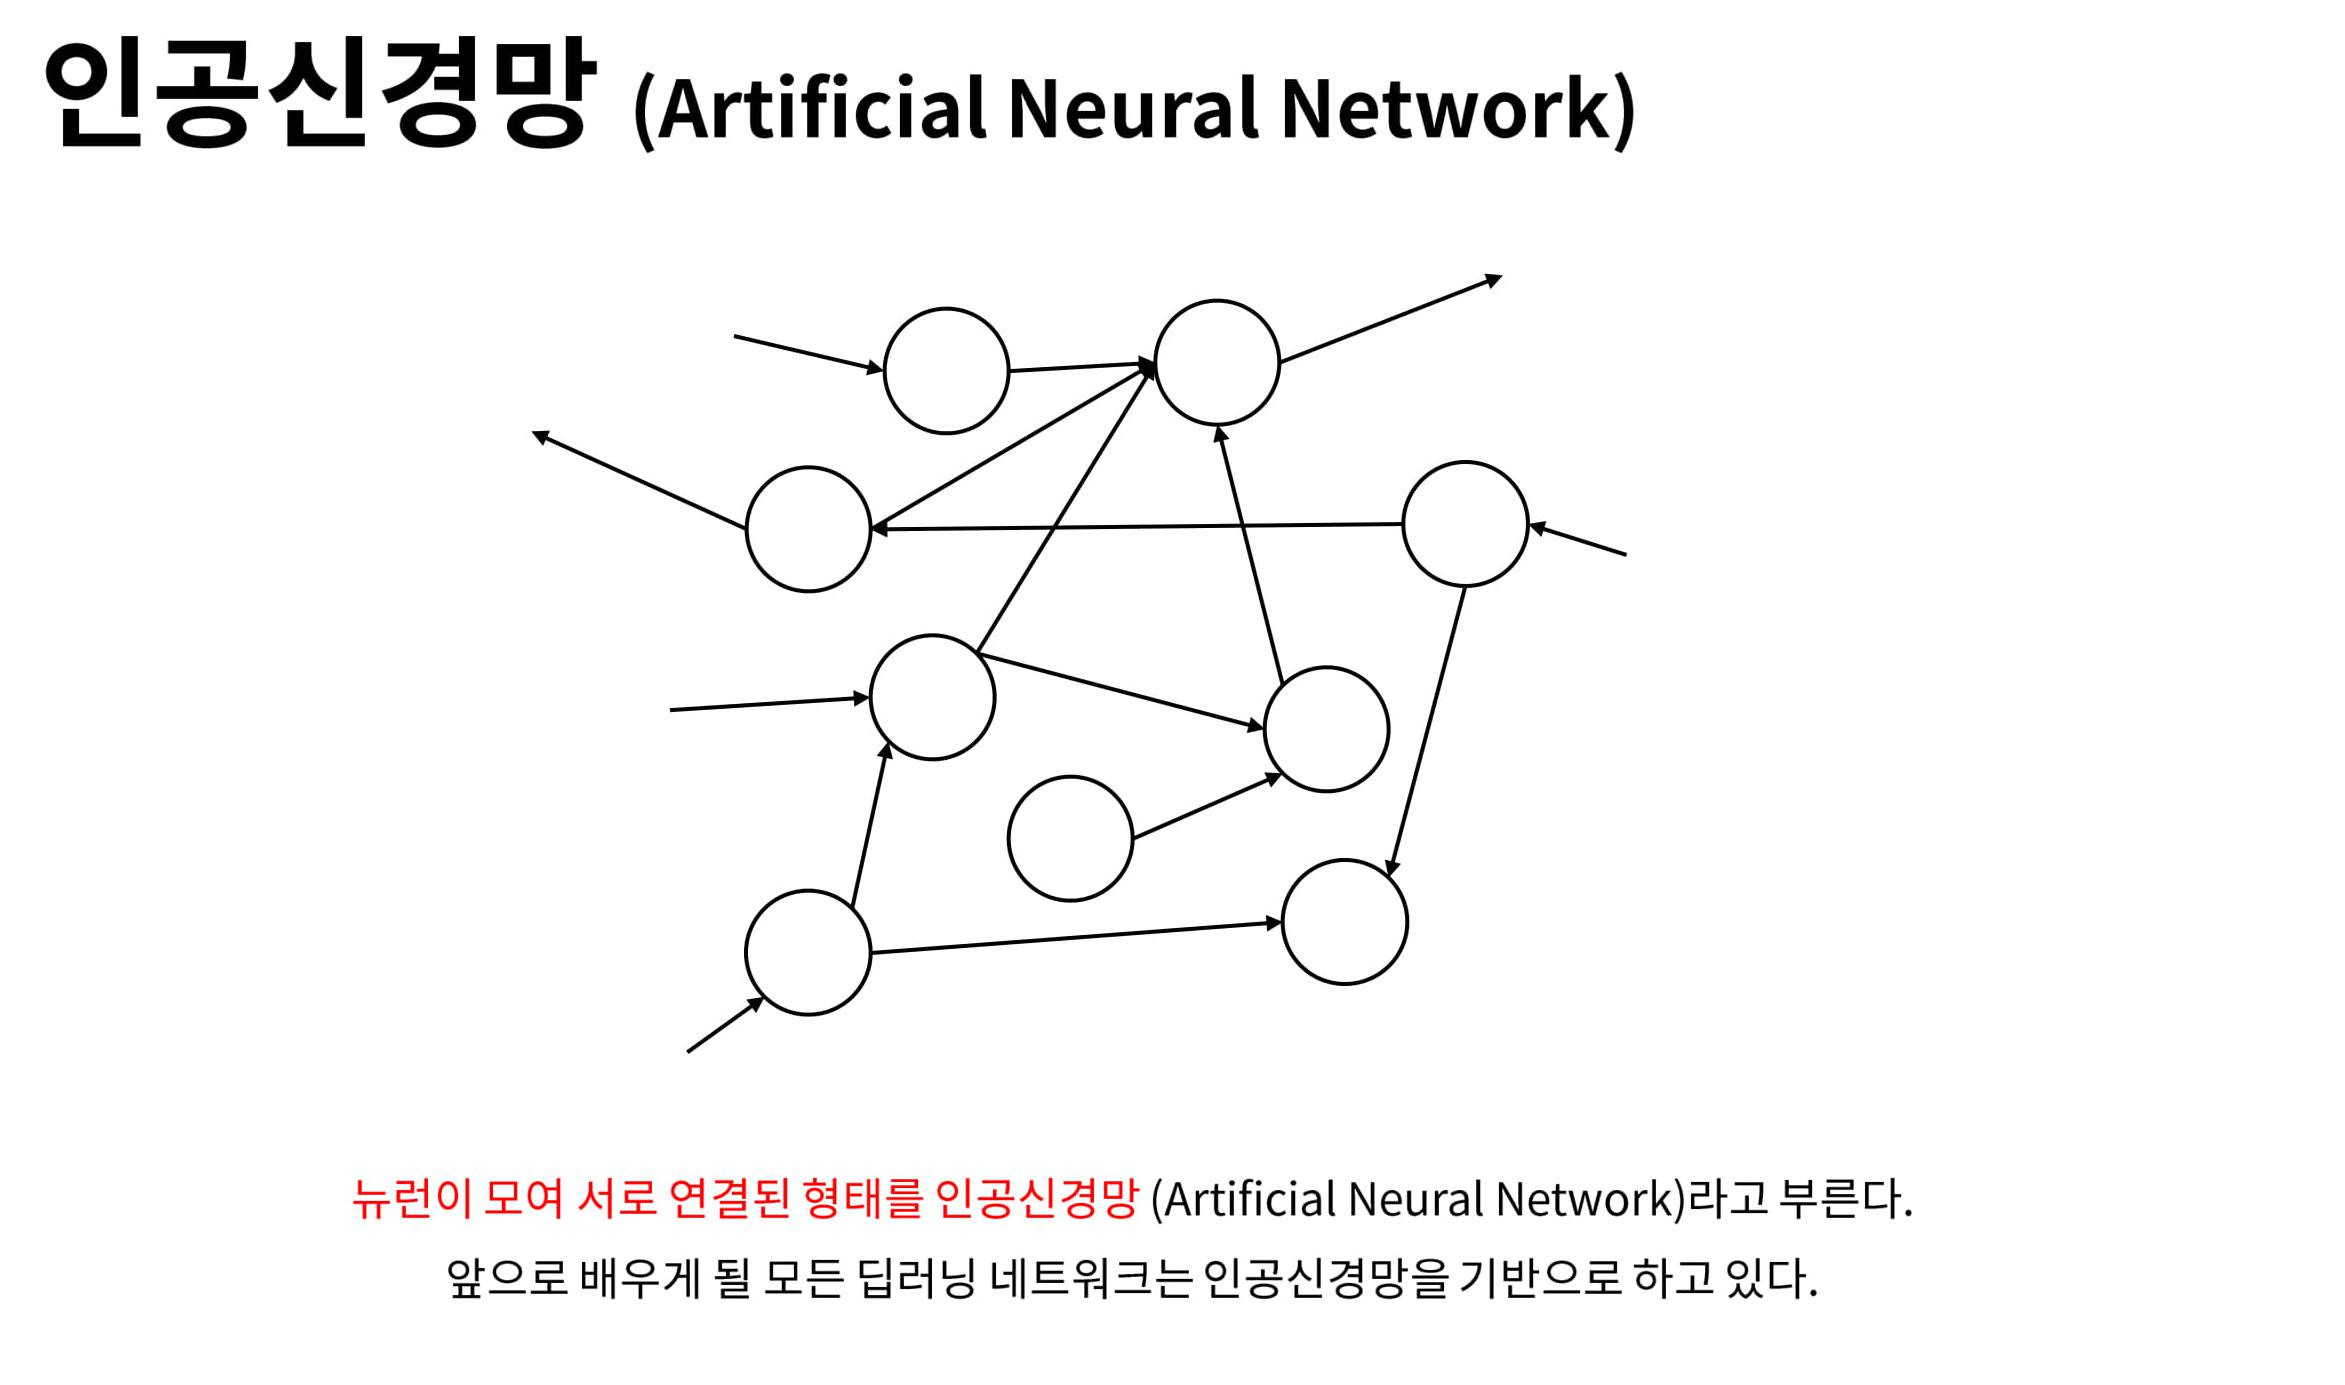 인공신경망 (Artificial Neural Network)
뉴런이 모여 서로 연결된 형태를 인공신경망 (Artificial Neural Network)라고 부른다.
앞으로 배우게 될 모든 딥러닝 네트워크는 인공신경망을 기반으로 하고 있다.